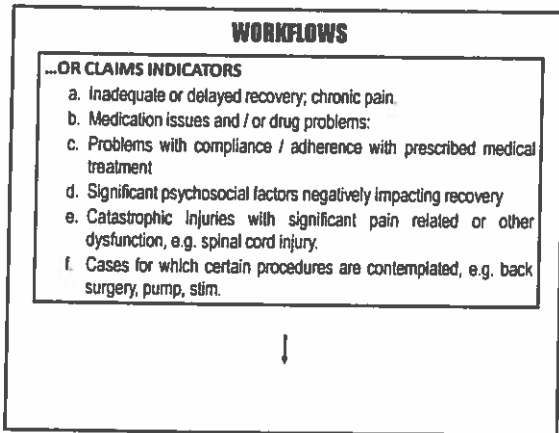 WORKFLOWS
...OR CLAIMS INDICATORS
a. Inadequate or delayed recovery; chronic pain.
b. Medication issues and / or drug problems:
c. Problems with compliance / adherence with prescribed medical
treatment
d. Significant psychosocial factors negatively impacting recovery
e. Catastrophic Injuries with significant pain related or other
dysfunction, e.g. spinal cord injury.
f. Cases for which certain procedures are contemplated, e.g. back
surgery, pump, stim.